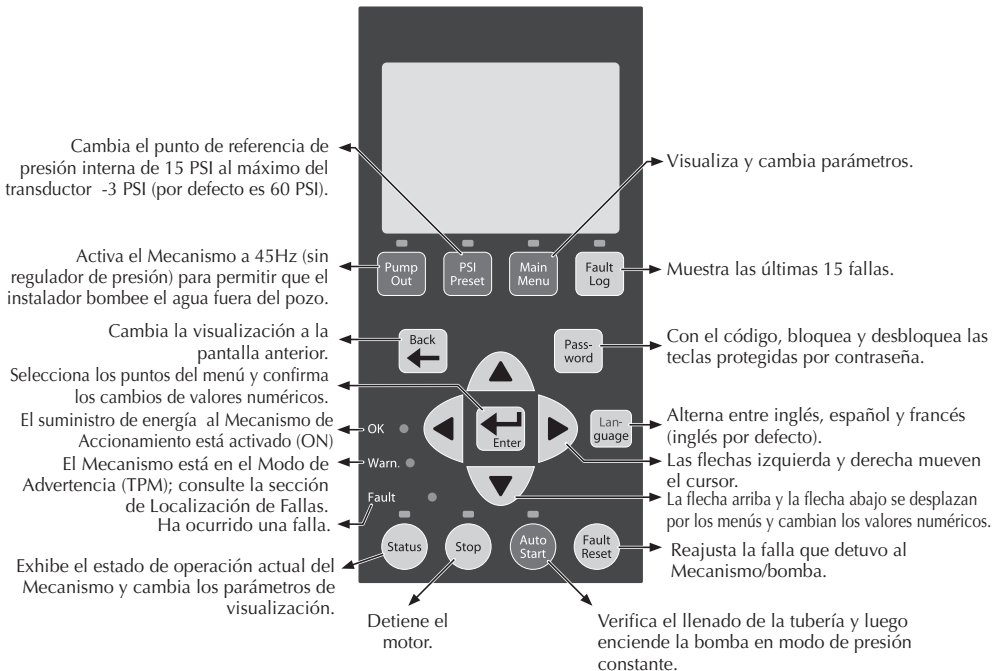 Cambia el punto de referencia de
presión interna de 15 PSI al máximo del
transductor -3 PSI (por defecto es 60 PSI).
Visualiza y cambia parámetros.
Activa el Mecanismo a 45Hz (sin
regulador de presión) para permitir que el
instalador bombee el agua fuera del pozo.
Pump
Out
PSI
Preset
Main
Menu
Fault
Log
Muestra las últimas 15 fallas.
Cambia la visualización a la
pantalla anterior.
Back
Pass-
word
Con el código, bloquea y desbloquea las
teclas protegidas por contraseña.
Selecciona los puntos del menú y confirma
los cambios de valores numéricos.
Enter
Lan-
guage
Alterna entre inglés, español y francés
(inglés por defecto).
El suministro de energía al Mecanismo de
Accionamiento está activado (ON)
OK
Las flechas izquierda y derecha mueven
el cursor.
El Mecanismo está en el Modo de
Advertencia (TPM); consulte la sección
de Localización de Fallas.
Warn.
La flecha arriba y la flecha abajo se desplazan
por los menús y cambian los valores numéricos.
Ha ocurrido una falla.
Fault
Status
Stop
Auto
Start
Fault
Reset
Reajusta la falla que detuvo al
Mecanismo/bomba.
Exhibe el estado de operación actual del
Mecanismo y cambia los parámetros de
visualización.
Detiene el
motor.
Verifica el llenado de la tubería y luego
enciende la bomba en modo de presión
constante.